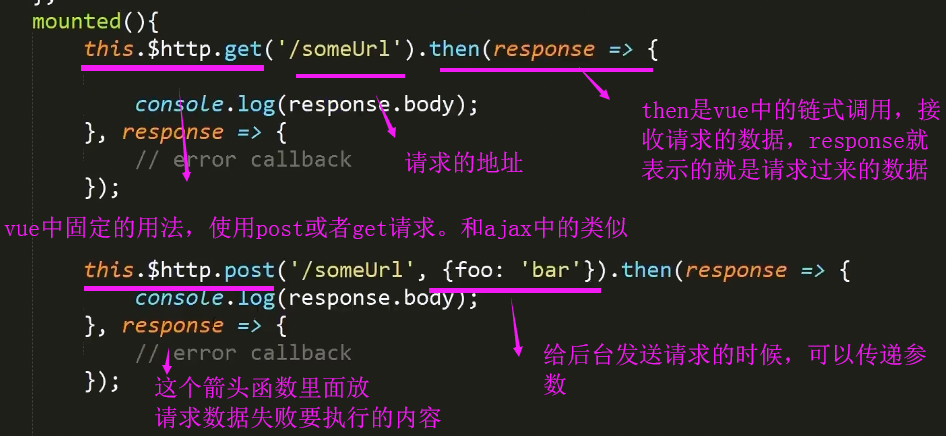 };
mounted(){
this.$http.get('/someUrl').then(response => {
console.log(response.body);
}, response => {
// error callback
});
then是vue中的链式调用，接
收请求的数据，response就
表示的就是请求过来的数据
请求的地址
vue中固定的用法，使用post或者get请求。和ajax中的类似
this.$http.post('/someUrl', {foo: 'bar'}).then(response => {
console.log(response.body);
}, response => {
// error callback
});
给后台发送请求的时候，可以传递参
数
这个箭头函数里面放
请求数据失败要执行的内容